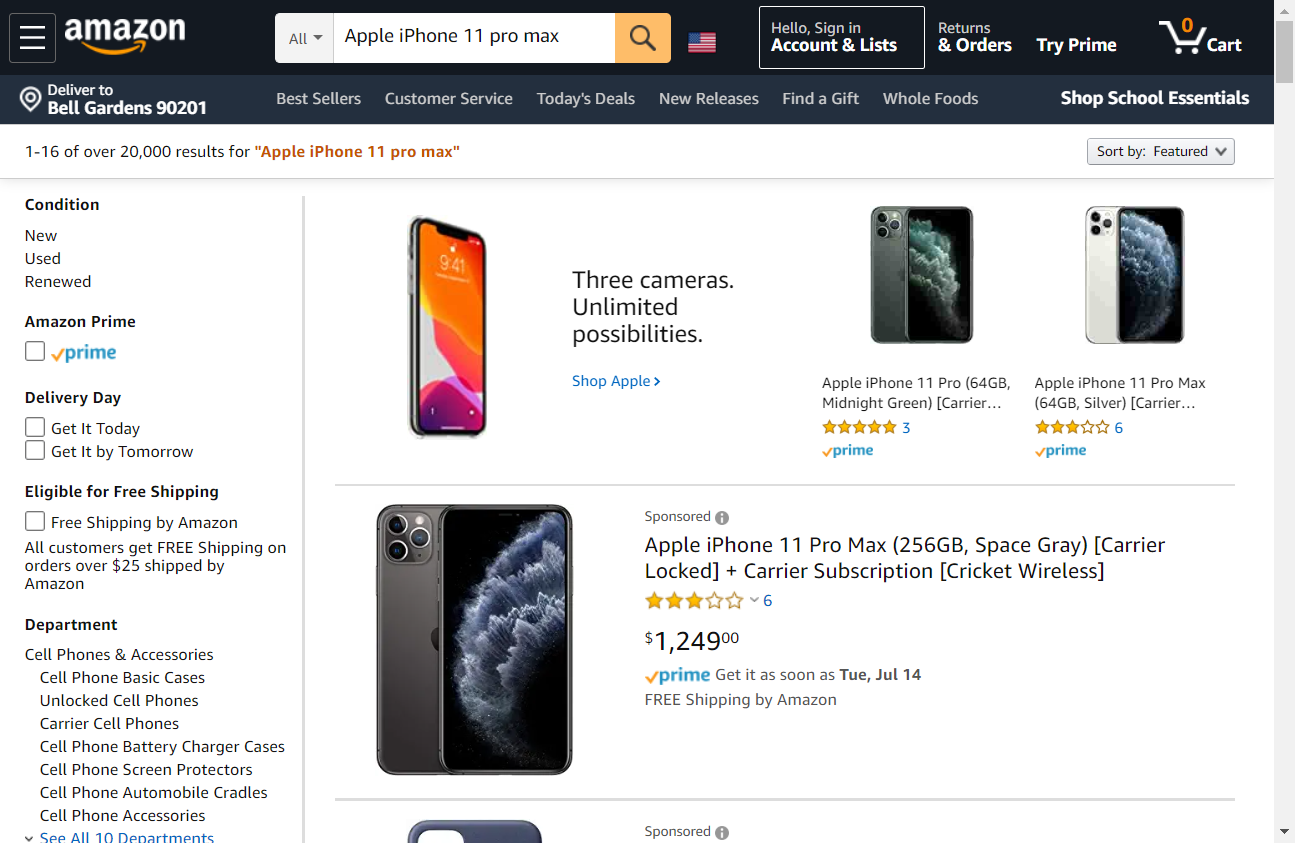 amazon
All
Apple iPhone 11 pro max
Hello, Sign in
Account & Lists
Returns
& Orders
Try Prime
0
Cart
Deliver to
Bell Gardens 90201
Best Sellers
Customer Service
Today's Deals
New Releases
Find a Gift
Whole Foods
Shop School Essentials
1-16 of over 20,000 results for "Apple iPhone 11 pro max"
Sort by: Featured
Condition
New
Used
Renewed
Amazon Prime
prime
Delivery Day
Get It Today
Get It by Tomorrow
Eligible for Free Shipping
Free Shipping by Amazon
All customers get FREE Shipping on
orders over $25 shipped by
Amazon
Department
Cell Phones & Accessories
Cell Phone Basic Cases
Unlocked Cell Phones
Carrier Cell Phones
Cell Phone Battery Charger Cases
Cell Phone Screen Protectors
Cell Phone Automobile Cradles
Cell Phone Accessories
See All 10 Departments
9:41
Three cameras.
Unlimited
possibilities.
Shop Apple
Apple iPhone 11 Pro (64GB,
Midnight Green) [Carrier...
3
prime
Apple iPhone 11 Pro Max
(64GB, Silver) [Carrier...
6
prime
Sponsored
Apple iPhone 11 Pro Max (256GB, Space Gray) [Carrier
Locked] + Carrier Subscription [Cricket Wireless]
6
$1,24900
prime Get it as soon as Tue, Jul 14
FREE Shipping by Amazon
Sponsored